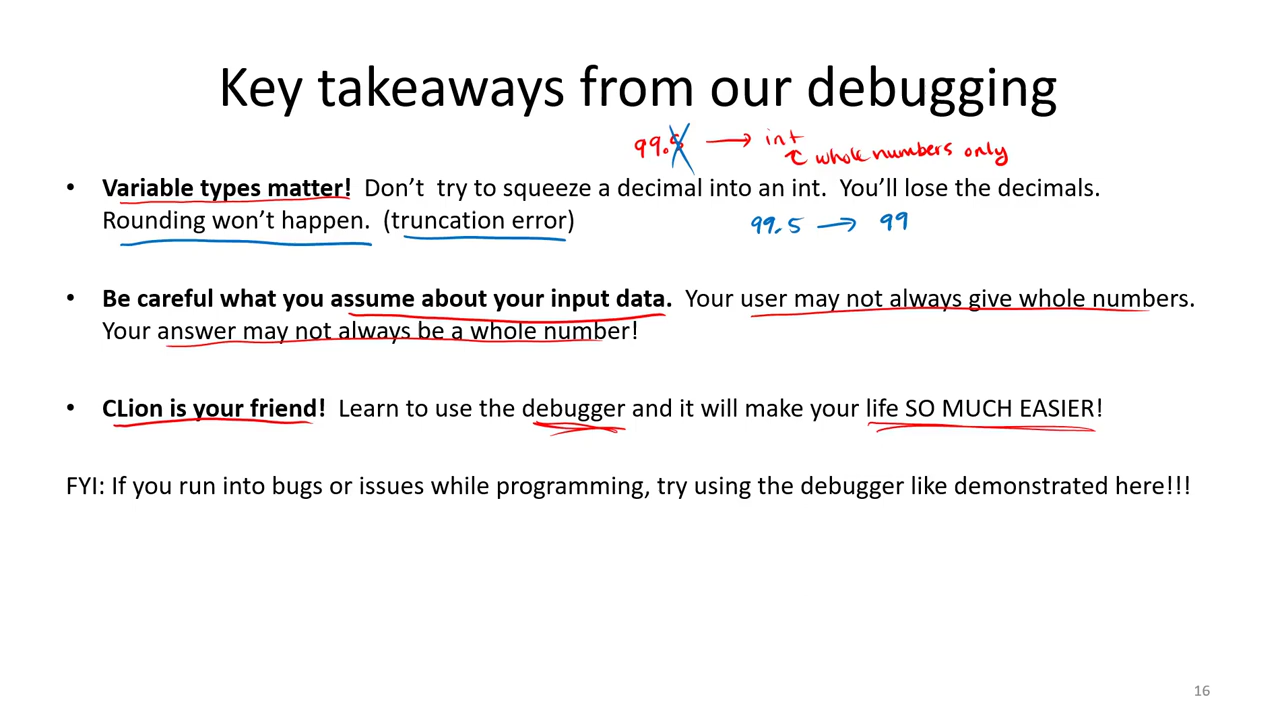 Key takeaways from our debugging
99.5 → int
↑ whole numbers only
• Variable types matter! Don't try to squeeze a decimal into an int. You'll lose the decimals.
Rounding won't happen. (truncation error)
99.5 → 99
• Be careful what you assume about your input data. Your user may not always give whole numbers.
Your answer may not always be a whole number!
• CLion is your friend! Learn to use the debugger and it will make your life SO MUCH EASIER!
FYI: If you run into bugs or issues while programming, try using the debugger like demonstrated here!!!
16